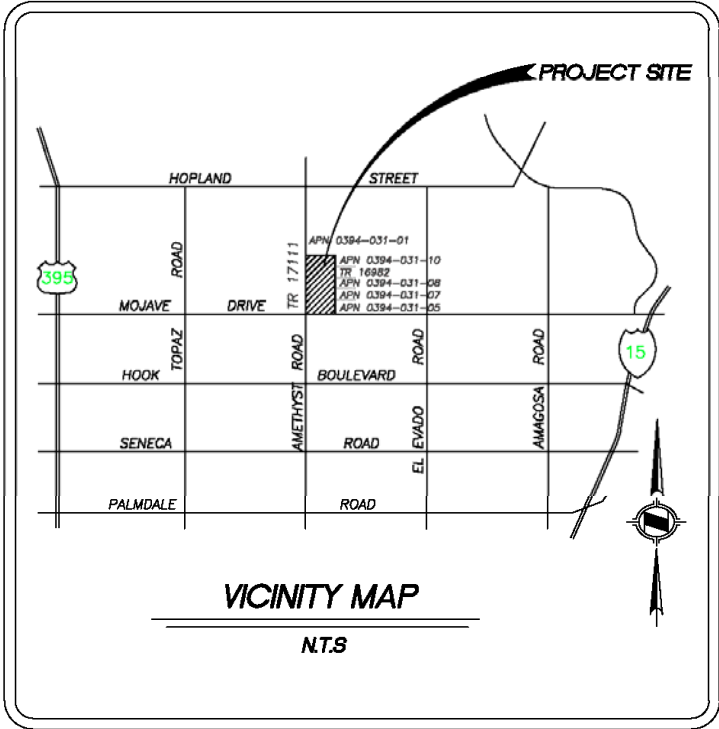 PROJECT SITE
HOPLAND STREET
APN 0394-031-01
APN 0394-031-10
TR 16982
APN 0394-031-08
APN 0394-031-07
APN 0394-031-05
TR 17111
395
ROAD
TOPAZ
MOJAVE DRIVE
15
ROAD
AMETHYST
ROAD
EL EVADO
ROAD
AMAGOSA
HOOK BOULEVARD
SENECA ROAD
PALMDALE ROAD
VICINITY MAP
N.T.S